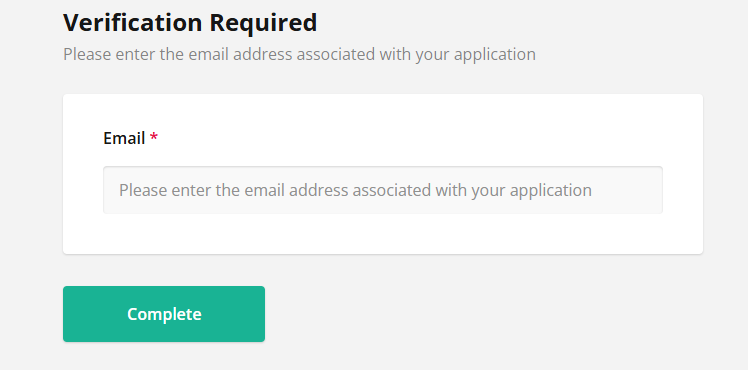 Verification Required
Please enter the email address associated with your application
Email *
Please enter the email address associated with your application
Complete